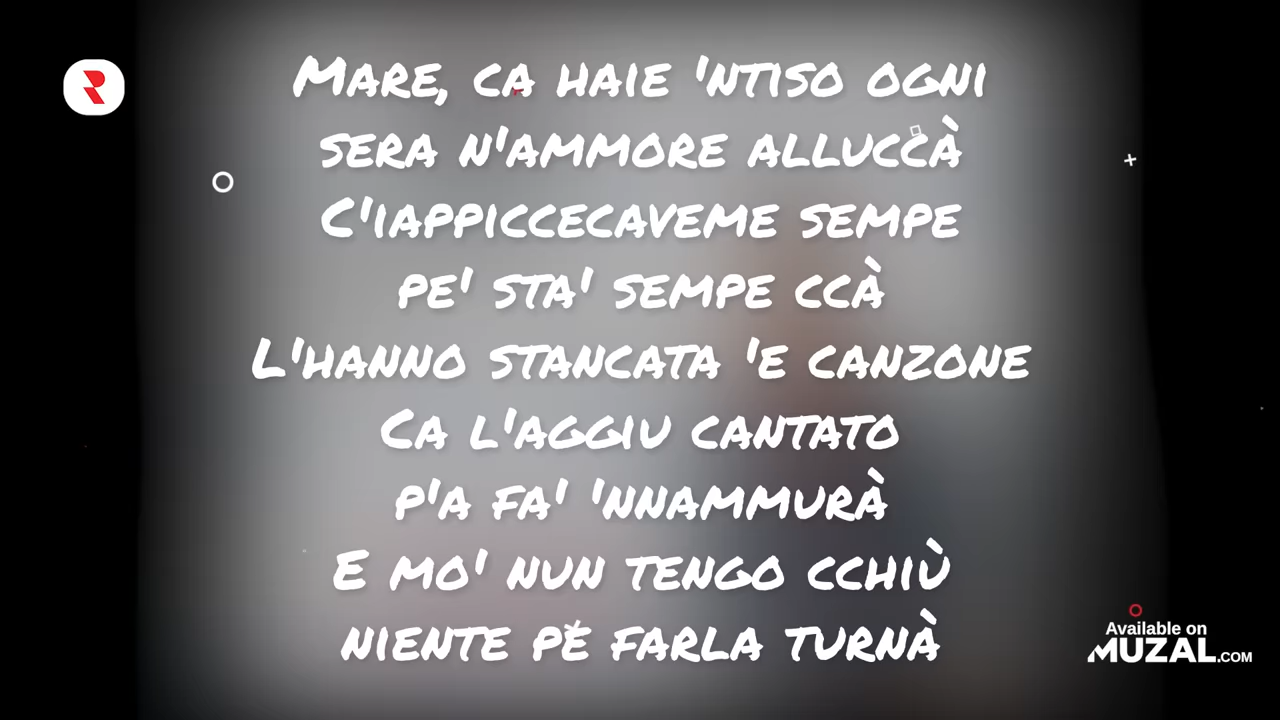 Mare, ca haie 'ntiso ogni
sera n'ammore alluccà
C'iappiccecaveme sempe
pe' sta' sempe ccà
L'hanno stancata 'e canzone
Ca l'aggiu cantato
p'a fa' 'nnammurà
E mo' nun tengo cchiù
niente pe farla turnà
Available on
MUZAL.COM